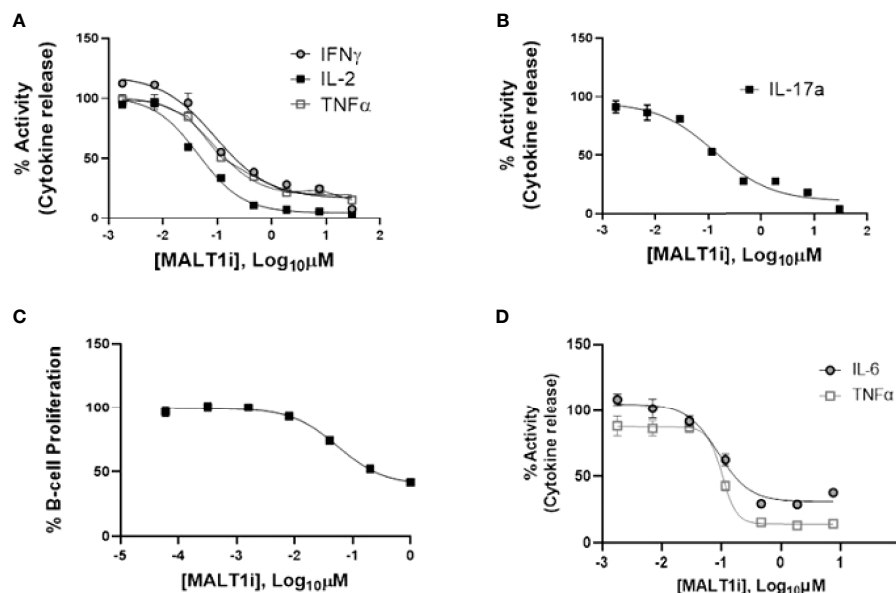 A
% Activity
(Cytokine release)
150
100
50
0
-3
-2
-1
0
1
2
[MALT1i], Log10μM
IFNγ
IL-2
TNFα
B
% Activity
(Cytokine release)
150
100
50
0
-3
-2
-1
0
1
2
[MALT1i], Log10μM
IL-17a
C
% B-cell Proliferation
150
100
50
0
-5
-4
-3
-2
-1
0
[MALT1i], Log10μM
D
% Activity
(Cytokine release)
150
100
50
0
-3
-2
-1
0
1
[MALT1i], Log10μM
IL-6
TNFα